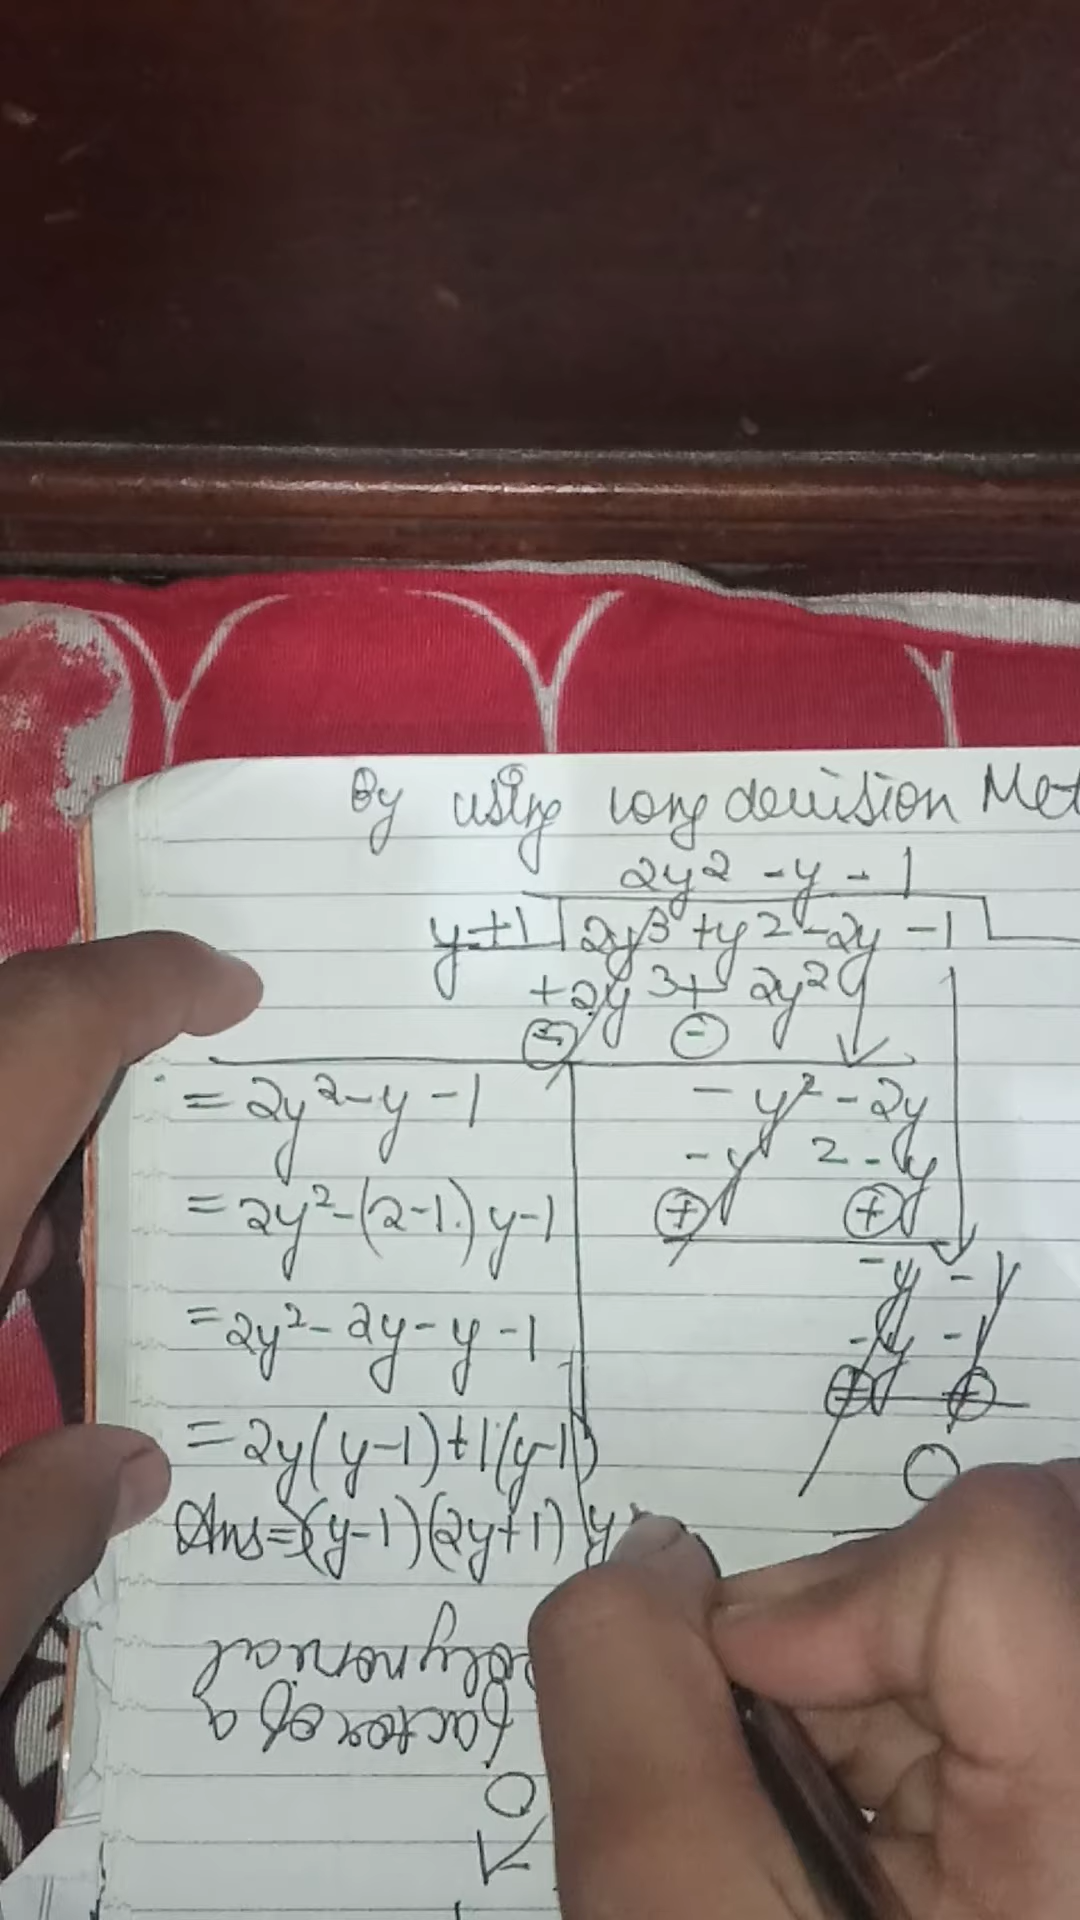 By using long devision Met
2y² - y - 1
y+1 2y³ + y² - 2y - 1
+ 2y³ + 2y²
(-) (-)
- y² - 2y
- y² - y
(+) (+)
- y - 1
- y - 1
(+) (+)
0
= 2y² - y - 1
= 2y² - (2-1.) y - 1
= 2y² - 2y - y - 1
= 2y(y-1) + 1(y-1)
Ans = (y-1)(2y+1)(y
factor of a
polynomial